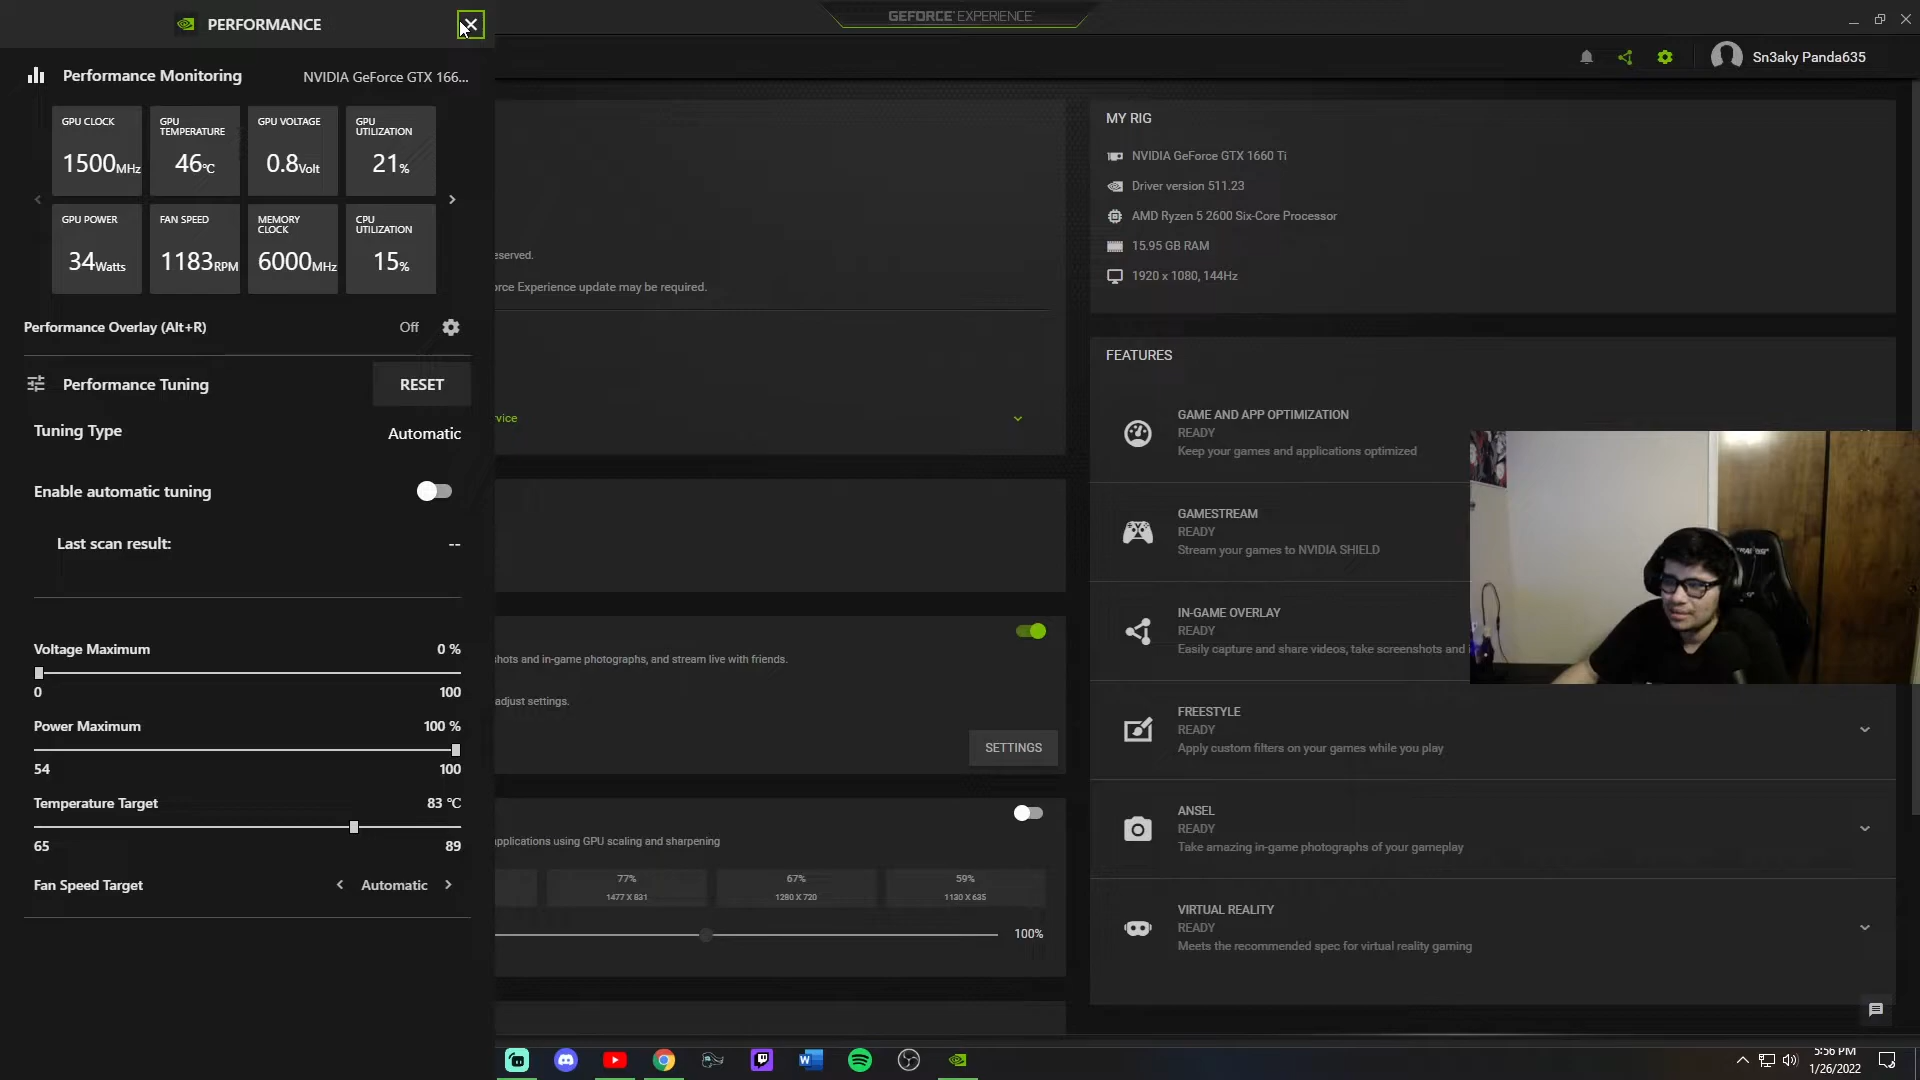 PERFORMANCE
GEFORCE EXPERIENCE
Sn3aky Panda635
Performance Monitoring
NVIDIA GeForce GTX 166...
GPU CLOCK
1500MHz
GPU TEMPERATURE
46°C
GPU VOLTAGE
0.8Volt
GPU UTILIZATION
21%
GPU POWER
34Watts
FAN SPEED
1183RPM
MEMORY CLOCK
6000MHz
CPU UTILIZATION
15%
Performance Overlay (Alt+R)
Off
Performance Tuning
RESET
Tuning Type
Automatic
Enable automatic tuning
Last scan result:
--
Voltage Maximum
0 %
0
100
Power Maximum
100 %
54
100
Temperature Target
83 °C
65
89
Fan Speed Target
Automatic
eserved.
orce Experience update may be required.
rvice
shots and in-game photographs, and stream live with friends.
adjust settings.
SETTINGS
applications using GPU scaling and sharpening
77%
1477 X 831
67%
1280 X 720
59%
1130 X 635
100%
MY RIG
NVIDIA GeForce GTX 1660 Ti
Driver version 511.23
AMD Ryzen 5 2600 Six-Core Processor
15.95 GB RAM
1920 x 1080, 144Hz
FEATURES
GAME AND APP OPTIMIZATION
READY
Keep your games and applications optimized
GAMESTREAM
READY
Stream your games to NVIDIA SHIELD
IN-GAME OVERLAY
READY
Easily capture and share videos, take screenshots and i
FREESTYLE
READY
Apply custom filters on your games while you play
ANSEL
READY
Take amazing in-game photographs of your gameplay
VIRTUAL REALITY
READY
Meets the recommended spec for virtual reality gaming
5:56 PM
1/26/2022